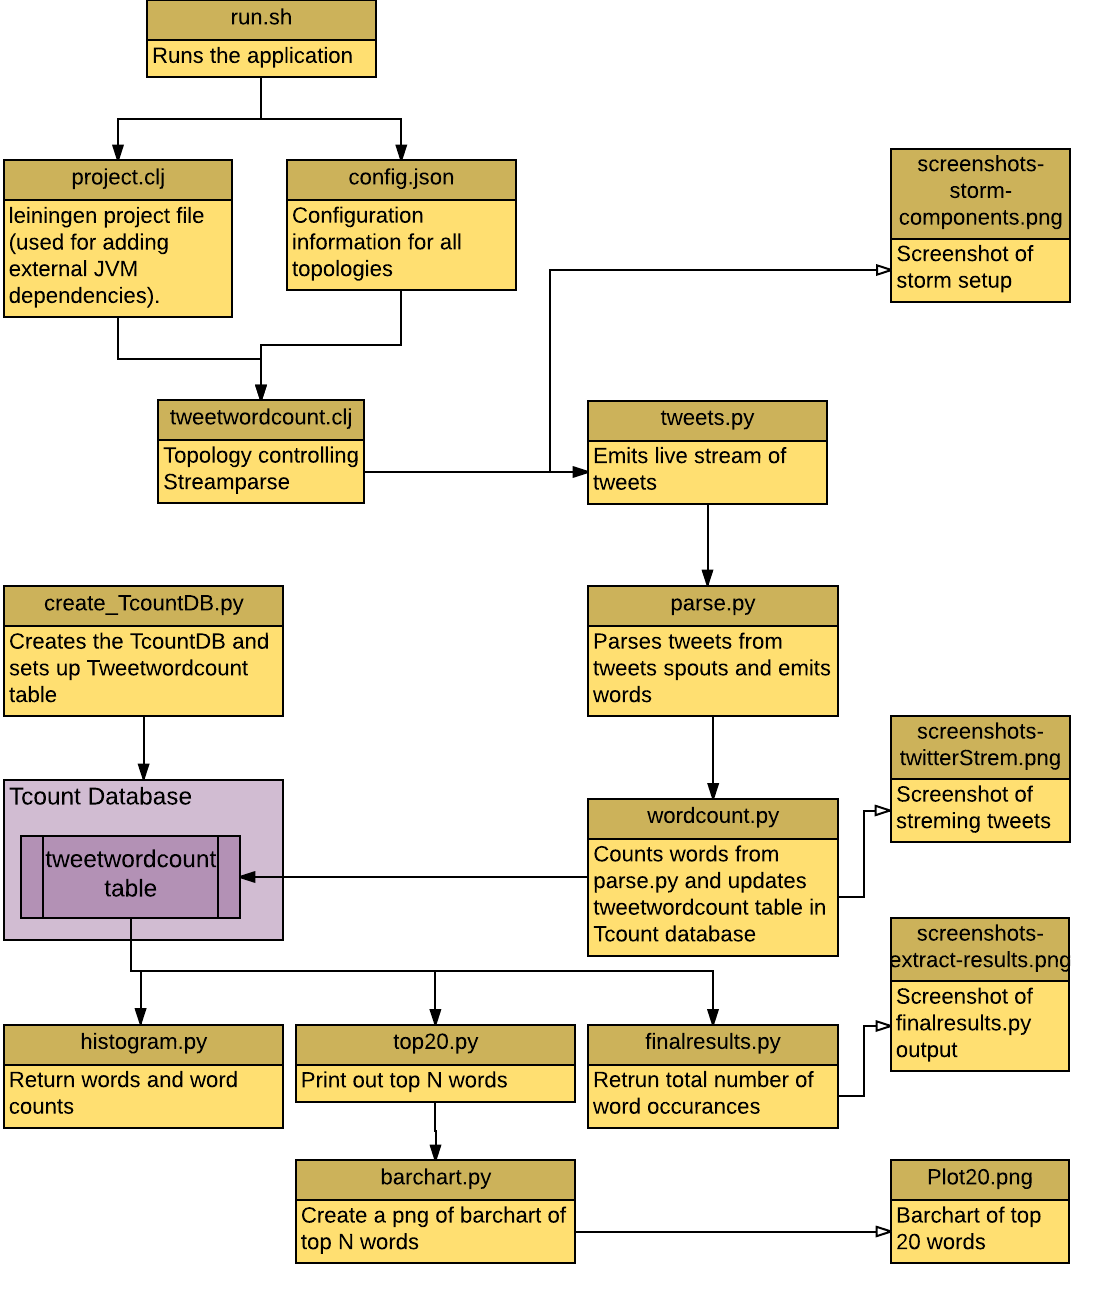 run.sh
Runs the application
project.clj
leiningen project file
(used for adding
external JVM
dependencies).
config.json
Configuration
information for all
topologies
screenshots-
storm-
components.png
Screenshot of
storm setup
tweetwordcount.clj
Topology controlling
Streamparse
tweets.py
Emits live stream of
tweets
create_TcountDB.py
Creates the TcountDB and
sets up Tweetwordcount
table
parse.py
Parses tweets from
tweets spouts and emits
words
screenshots-
twitterStrem.png
Screenshot of
streming tweets
Tcount Database
tweetwordcount
table
wordcount.py
Counts words from
parse.py and updates
tweetwordcount table in
Tcount database
screenshots-
extract-results.png
Screenshot of
finalresults.py
output
histogram.py
Return words and word
counts
top20.py
Print out top N words
finalresults.py
Retrun total number of
word occurances
barchart.py
Create a png of barchart of
top N words
Plot20.png
Barchart of top
20 words